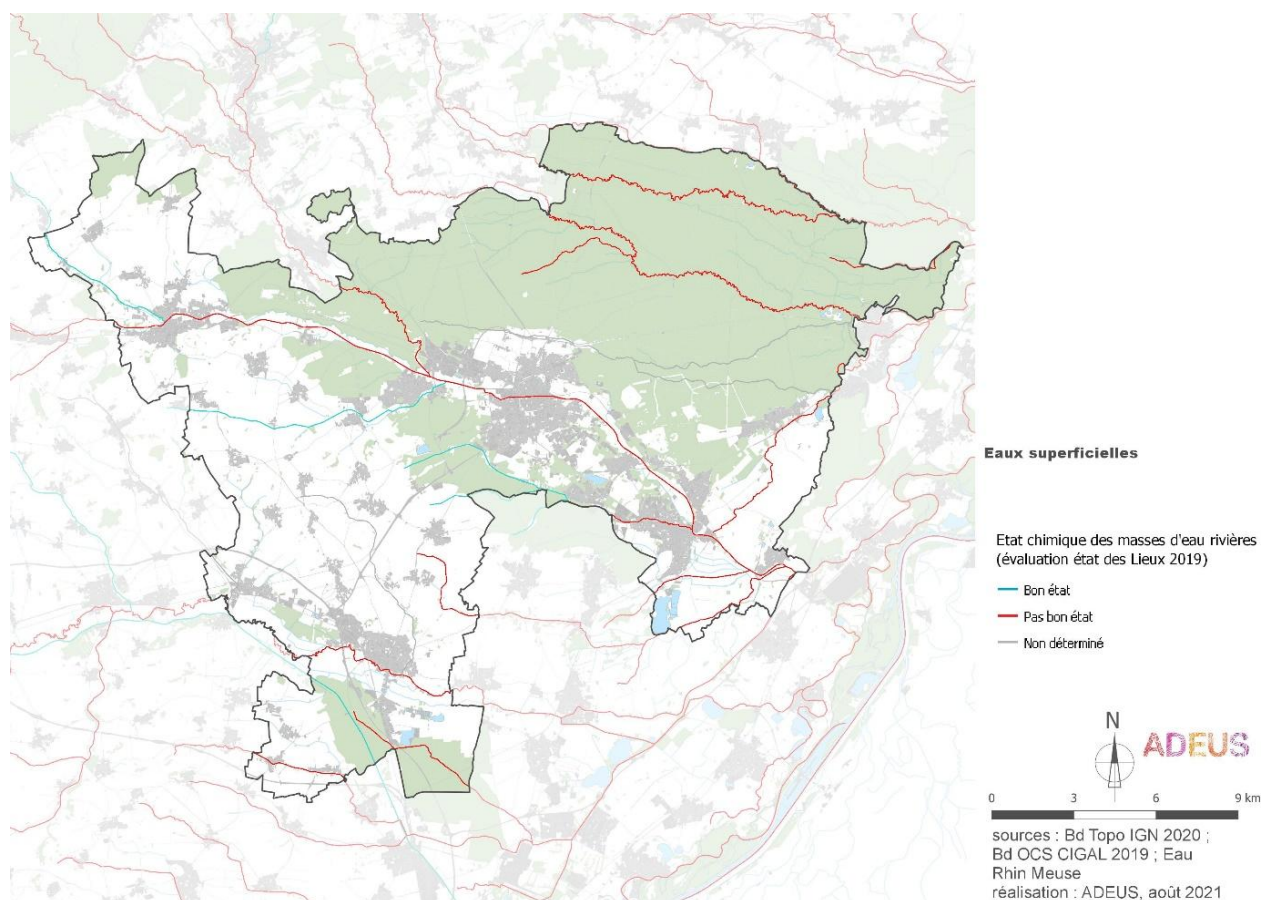 Eaux superficielles
Etat chimique des masses d'eau rivières
(évaluation état des Lieux 2019)
Bon état
Pas bon état
Non déterminé
N
ADEUS
0 3 6 9 km
sources : Bd Topo IGN 2020 ;
Bd OCS CIGAL 2019 ; Eau
Rhin Meuse
réalisation : ADEUS, août 2021